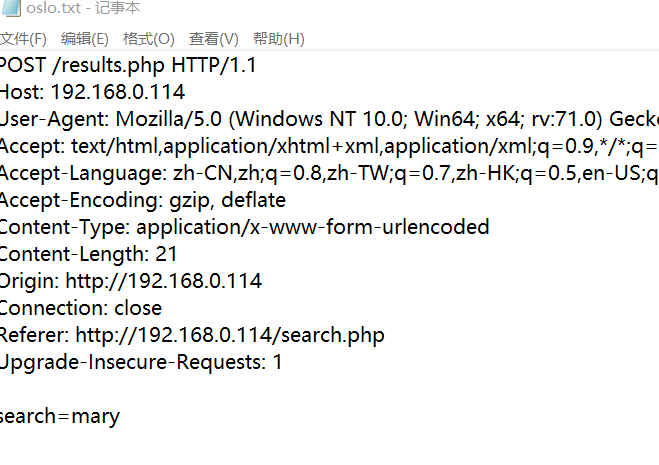 oslo.txt - 记事本
文件(F) 编辑(E) 格式(O) 查看(V) 帮助(H)
POST /results.php HTTP/1.1
Host: 192.168.0.114
User-Agent: Mozilla/5.0 (Windows NT 10.0; Win64; x64; rv:71.0) Gecko
Accept: text/html,application/xhtml+xml,application/xml;q=0.9,*/*;q=
Accept-Language: zh-CN,zh;q=0.8,zh-TW;q=0.7,zh-HK;q=0.5,en-US;q
Accept-Encoding: gzip, deflate
Content-Type: application/x-www-form-urlencoded
Content-Length: 21
Origin: http://192.168.0.114
Connection: close
Referer: http://192.168.0.114/search.php
Upgrade-Insecure-Requests: 1
search=mary